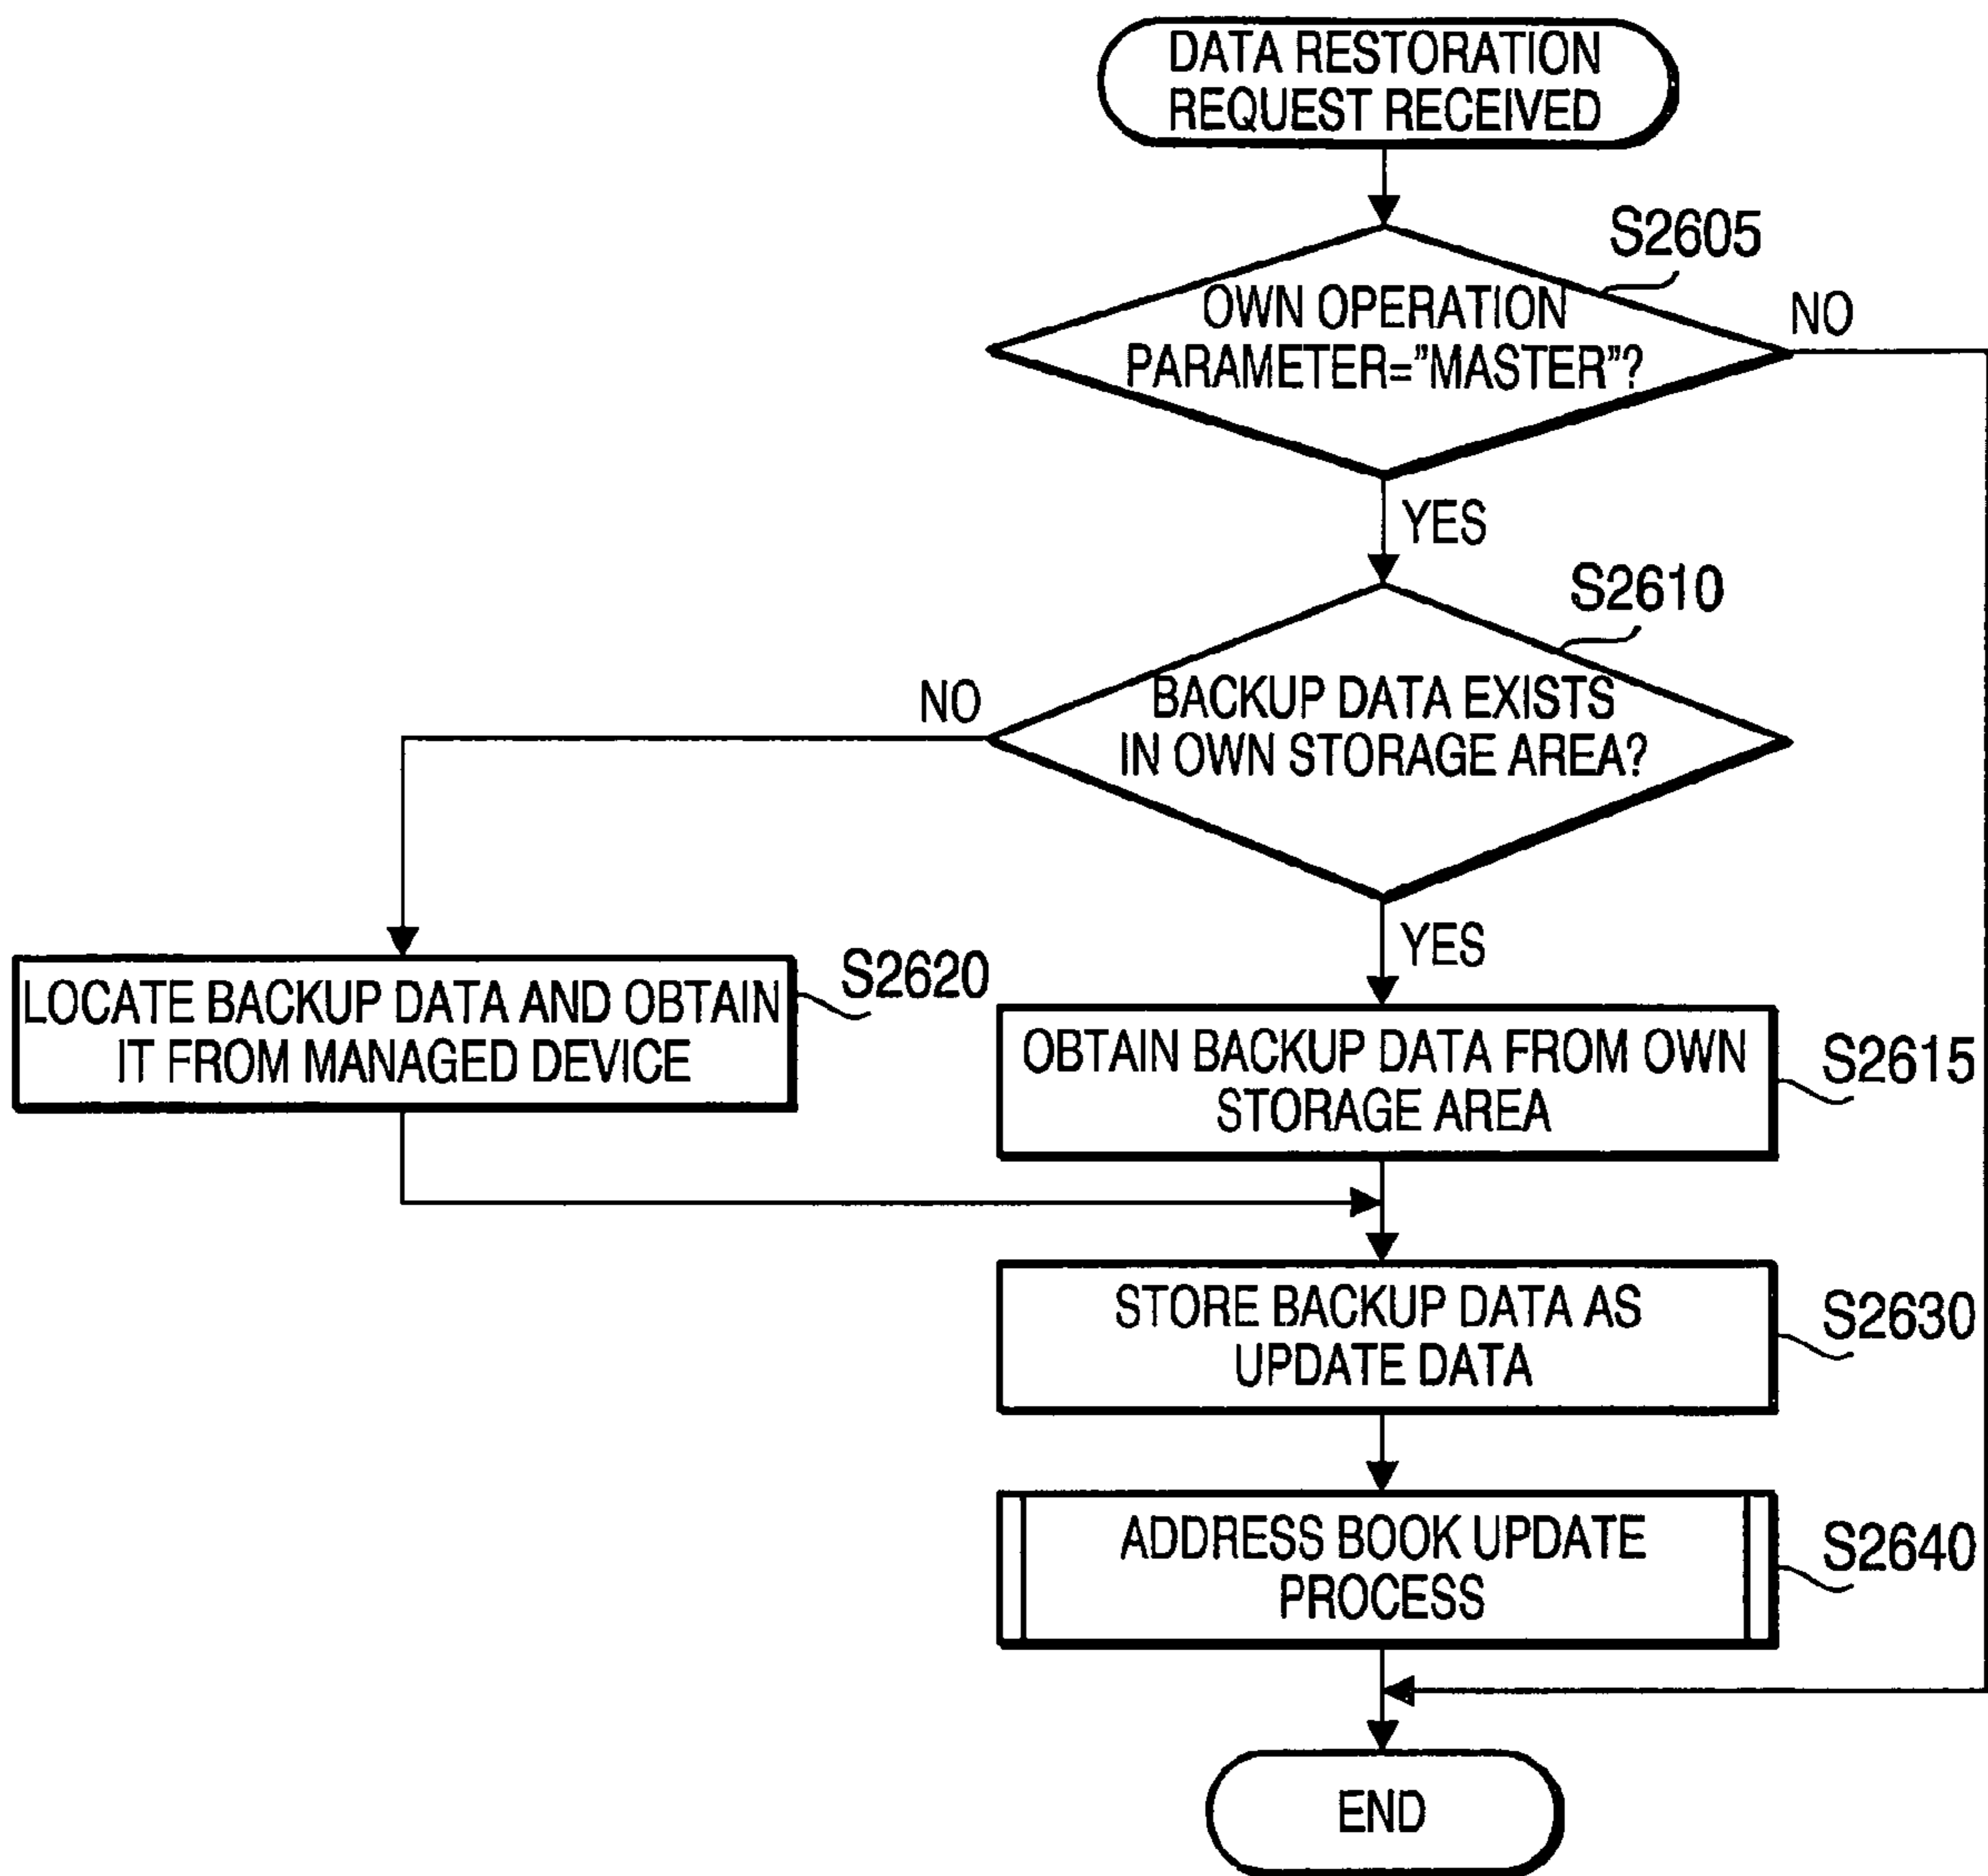 DATA RESTORATION
REQUEST RECEIVED
S2605
OWN OPERATION
PARAMETER="MASTER"?
NO
YES
S2610
BACKUP DATA EXISTS
IN OWN STORAGE AREA?
NO
YES
LOCATE BACKUP DATA AND OBTAIN
IT FROM MANAGED DEVICE
S2620
OBTAIN BACKUP DATA FROM OWN
STORAGE AREA
S2615
STORE BACKUP DATA AS
UPDATE DATA
S2630
ADDRESS BOOK UPDATE
PROCESS
S2640
END